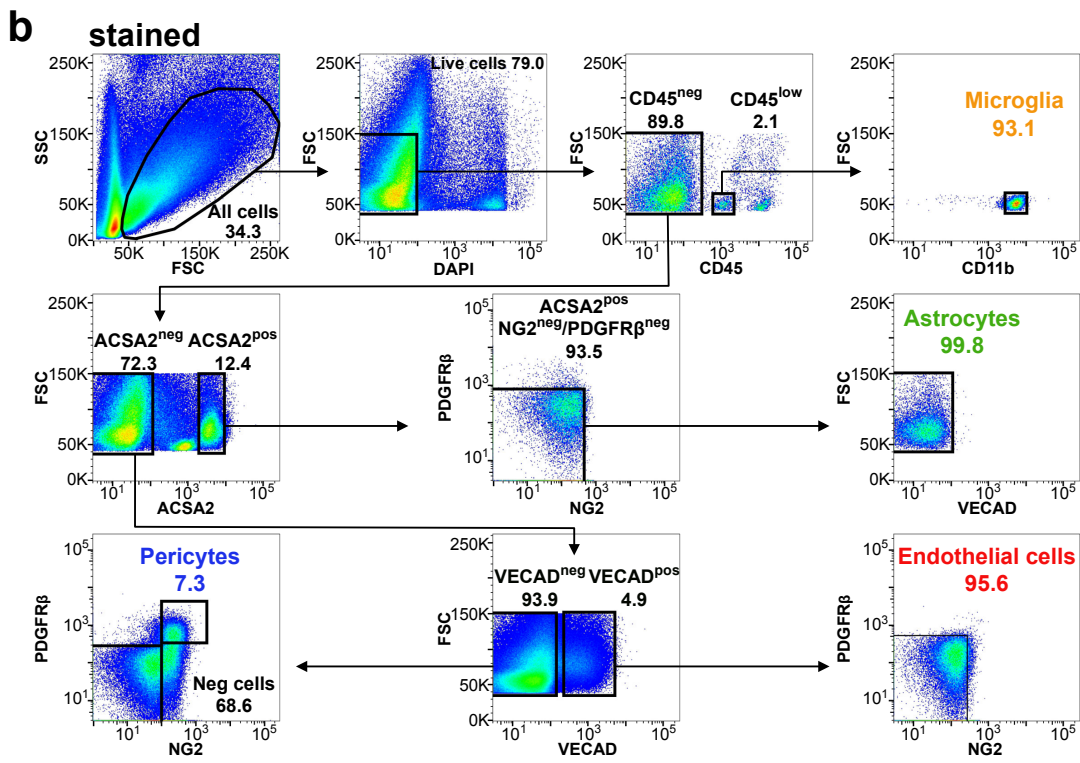 b
stained
250K
150K
50K
0K
SSC
All cells
34.3
50K
150K
250K
FSC
250K
150K
50K
0K
FSC
Live cells 79.0
10¹
10³
10⁵
DAPI
250K
150K
50K
0K
FSC
CD45ⁿᵉᵍ
89.8
CD45ˡᵒʷ
2.1
10¹
10³
10⁵
CD45
250K
150K
50K
0K
FSC
Microglia
93.1
10¹
10³
10⁵
CD11b
250K
150K
50K
0K
FSC
ACSA2ⁿᵉᵍ ACSA2ᵖᵒˢ
72.3 12.4
10¹
10³
10⁵
ACSA2
10⁵
10³
10¹
PDGFRβ
ACSA2ᵖᵒˢ
NG2ⁿᵉᵍ/PDGFRβⁿᵉᵍ
93.5
10¹
10³
10⁵
NG2
250K
150K
50K
0K
FSC
Astrocytes
99.8
10¹
10³
10⁵
VECAD
10⁵
10³
10¹
PDGFRβ
Pericytes
7.3
Neg cells
68.6
10¹
10³
10⁵
NG2
250K
150K
50K
0K
FSC
VECADⁿᵉᵍ VECADᵖᵒˢ
93.9 4.9
10¹
10³
10⁵
VECAD
10⁵
10³
10¹
PDGFRβ
Endothelial cells
95.6
10¹
10³
10⁵
NG2